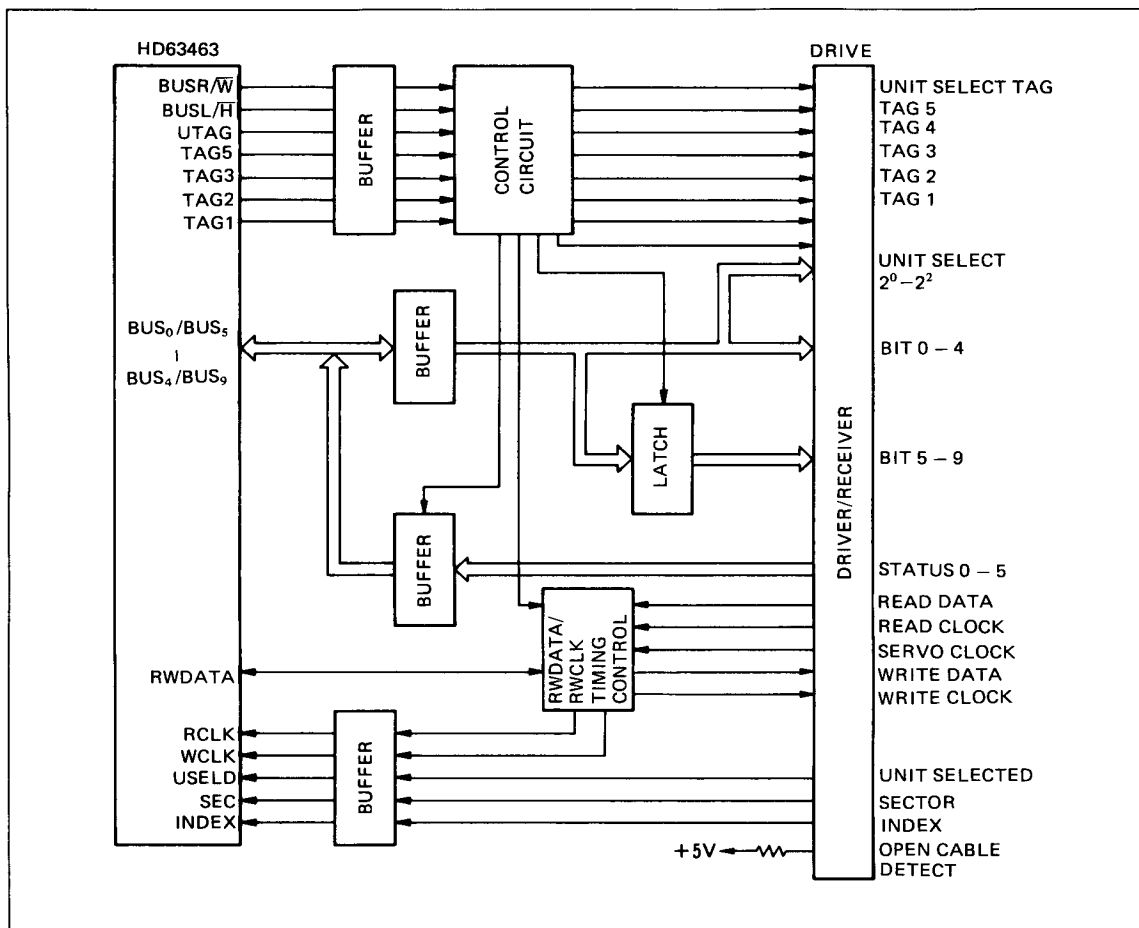 HD63463
DRIVE
BUSR/W̅
BUSL/H̅
UTAG
TAG5
TAG3
TAG2
TAG1
BUFFER
CONTROL
CIRCUIT
UNIT SELECT TAG
TAG 5
TAG 4
TAG 3
TAG 2
TAG 1
UNIT SELECT
2⁰–2²
BUS₀/BUS₅
BUS₄/BUS₉
BUFFER
BIT 0 – 4
LATCH
BIT 5 – 9
DRIVER/RECEIVER
BUFFER
STATUS 0 – 5
RWDATA/
RWCLK
TIMING
CONTROL
READ DATA
READ CLOCK
SERVO CLOCK
WRITE DATA
WRITE CLOCK
RWDATA
RCLK
WCLK
USELD
SEC
INDEX
BUFFER
UNIT SELECTED
SECTOR
INDEX
+5V
OPEN CABLE
DETECT